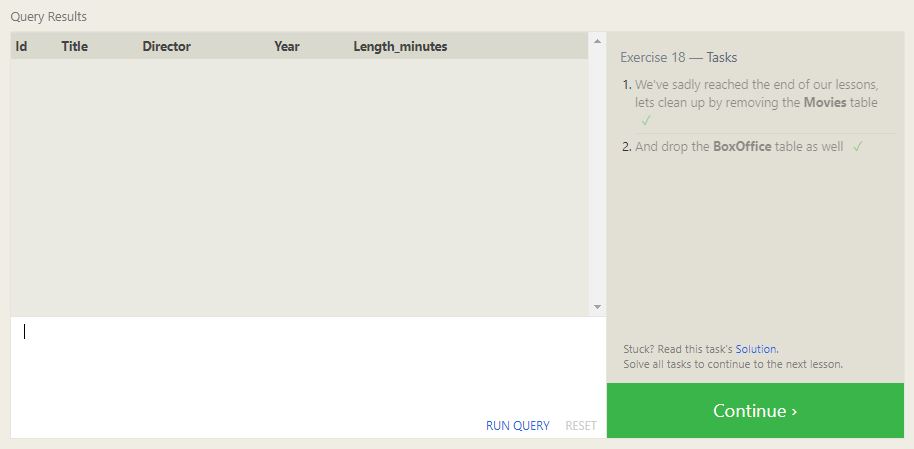 Query Results
Id Title Director Year Length_minutes
Exercise 18 — Tasks
1. We've sadly reached the end of our lessons,
lets clean up by removing the Movies table
✓
2. And drop the BoxOffice table as well ✓
Stuck? Read this task's Solution.
Solve all tasks to continue to the next lesson.
RUN QUERY RESET
Continue ›